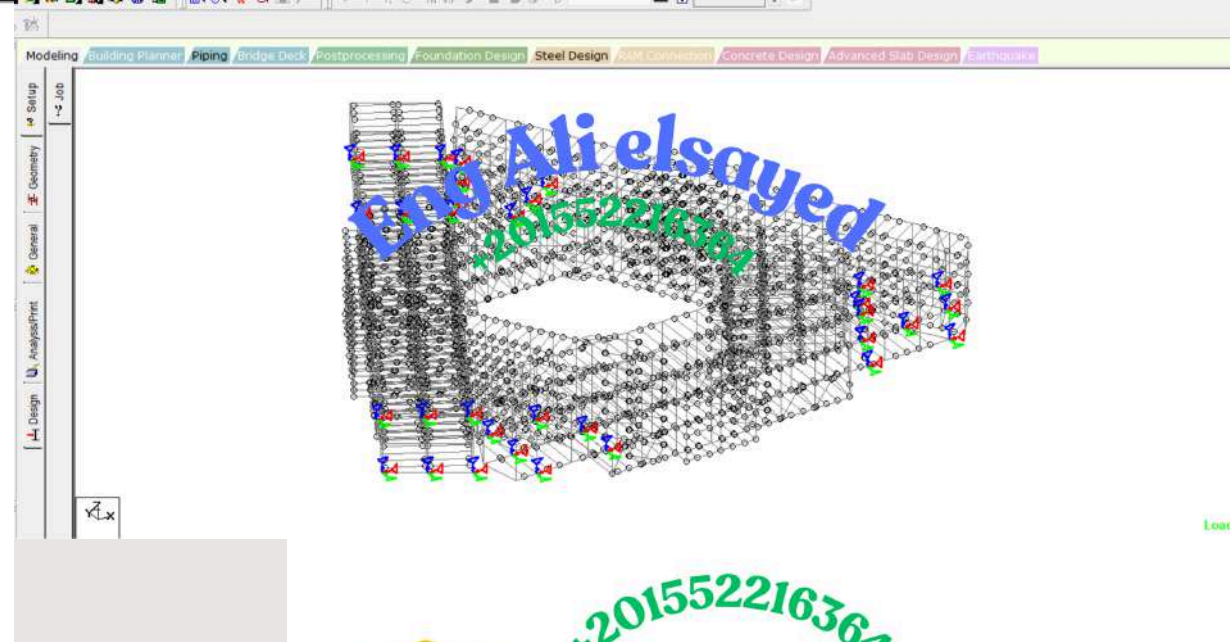 Modeling Building Planner Piping Bridge Deck Postprocessing Foundation Design Steel Design RAM Connection Concrete Design Advanced Slab Design Earthquake
Setup
Job
Geometry
General
Analysis/Print
Design
Eng Ali elsayed
+201552216364
Z
Y X
Load
+201552216364